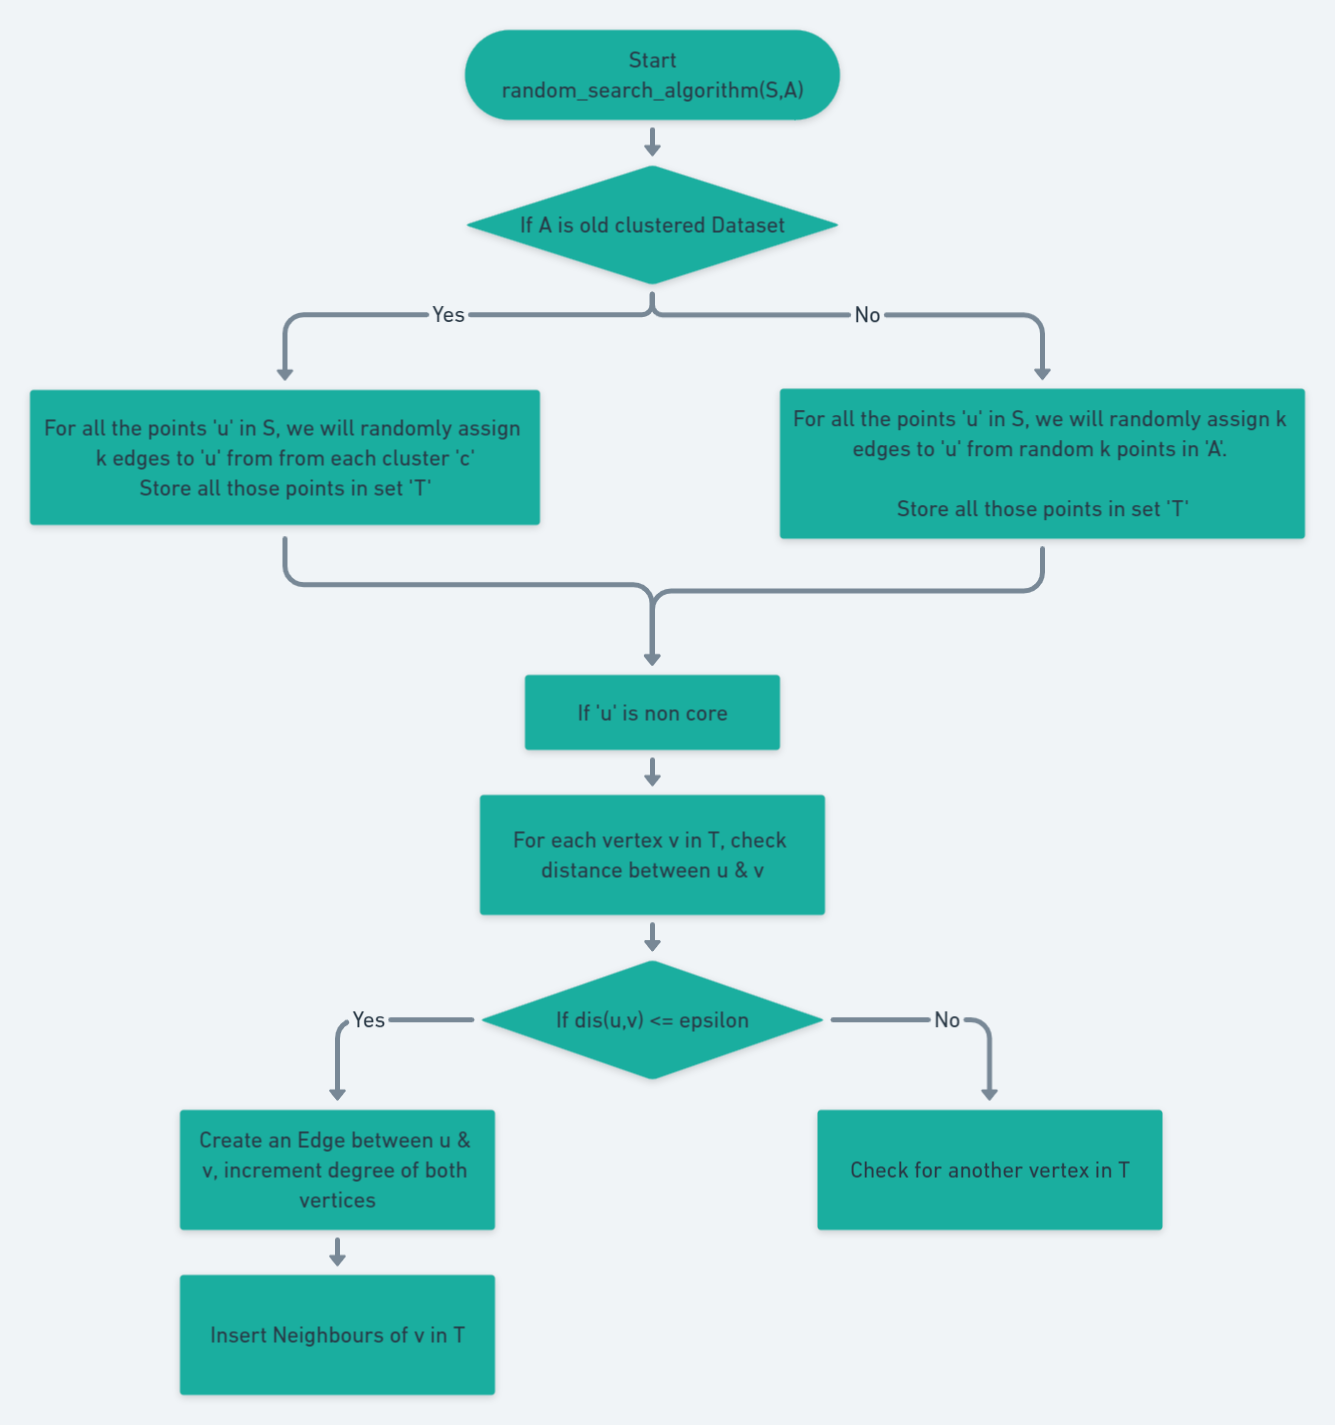 Start
random_search_algorithm(S,A)
If A is old clustered Dataset
Yes
No
For all the points 'u' in S, we will randomly assign
k edges to 'u' from from each cluster 'c'
Store all those points in set 'T'
For all the points 'u' in S, we will randomly assign k
edges to 'u' from random k points in 'A'.
Store all those points in set 'T'
If 'u' is non core
For each vertex v in T, check
distance between u & v
If dis(u,v) <= epsilon
Yes
No
Create an Edge between u &
v, increment degree of both
vertices
Check for another vertex in T
Insert Neighbours of v in T